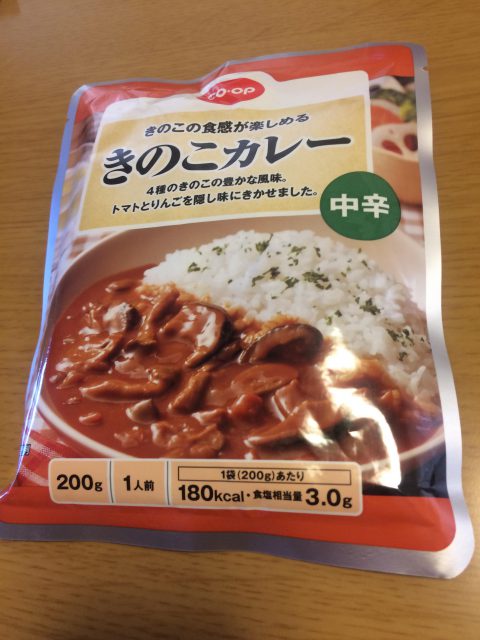 CO·OP
きのこの食感が楽しめる
きのこカレー
4種のきのこの豊かな風味。
トマトとりんごを隠し味にきかせました。
中辛
200g
1人前
1袋(200g)あたり
180kcal・食塩相当量 3.0g